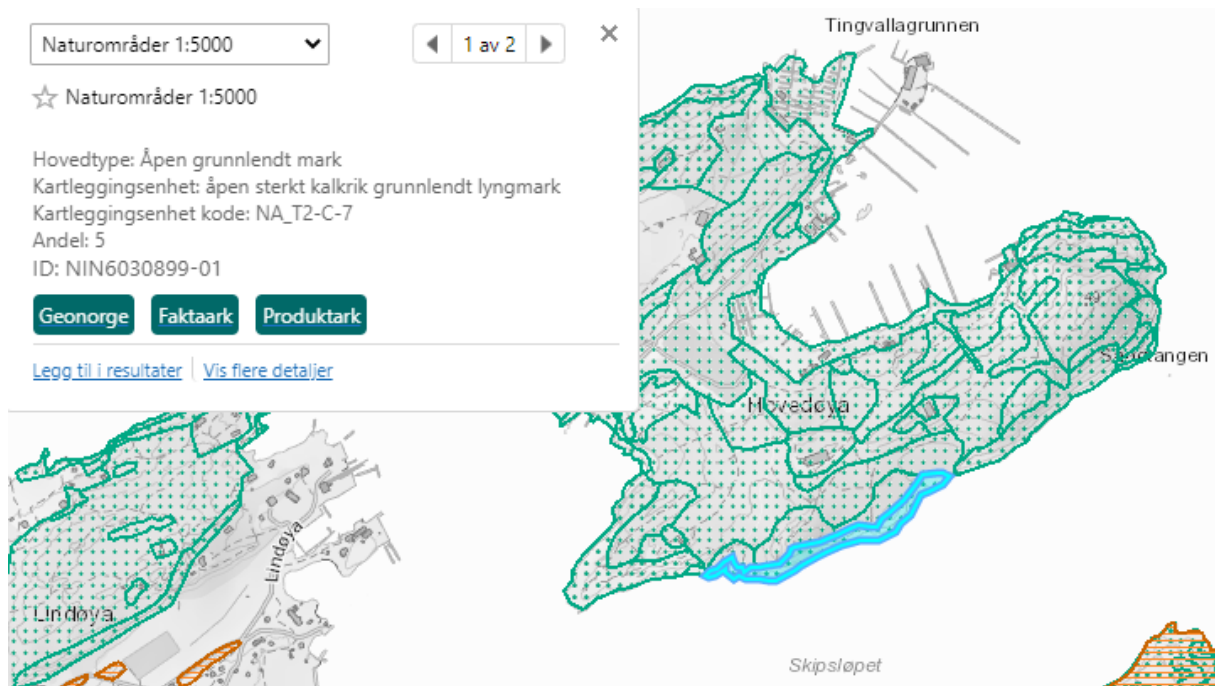 Naturområder 1:5000
1 av 2
Naturområder 1:5000
Hovedtype: Åpen grunnlendt mark
Kartleggingsenhet: åpen sterkt kalkrik grunnlendt lyngmark
Kartleggingsenhet kode: NA_T2-C-7
Andel: 5
ID: NIN6030899-01
Geonorge Faktaark Produktark
Legg til i resultater Vis flere detaljer
Tingvallagrunnen
49
Hovedøya
Lindøya
Lindøya
Skipsløpet